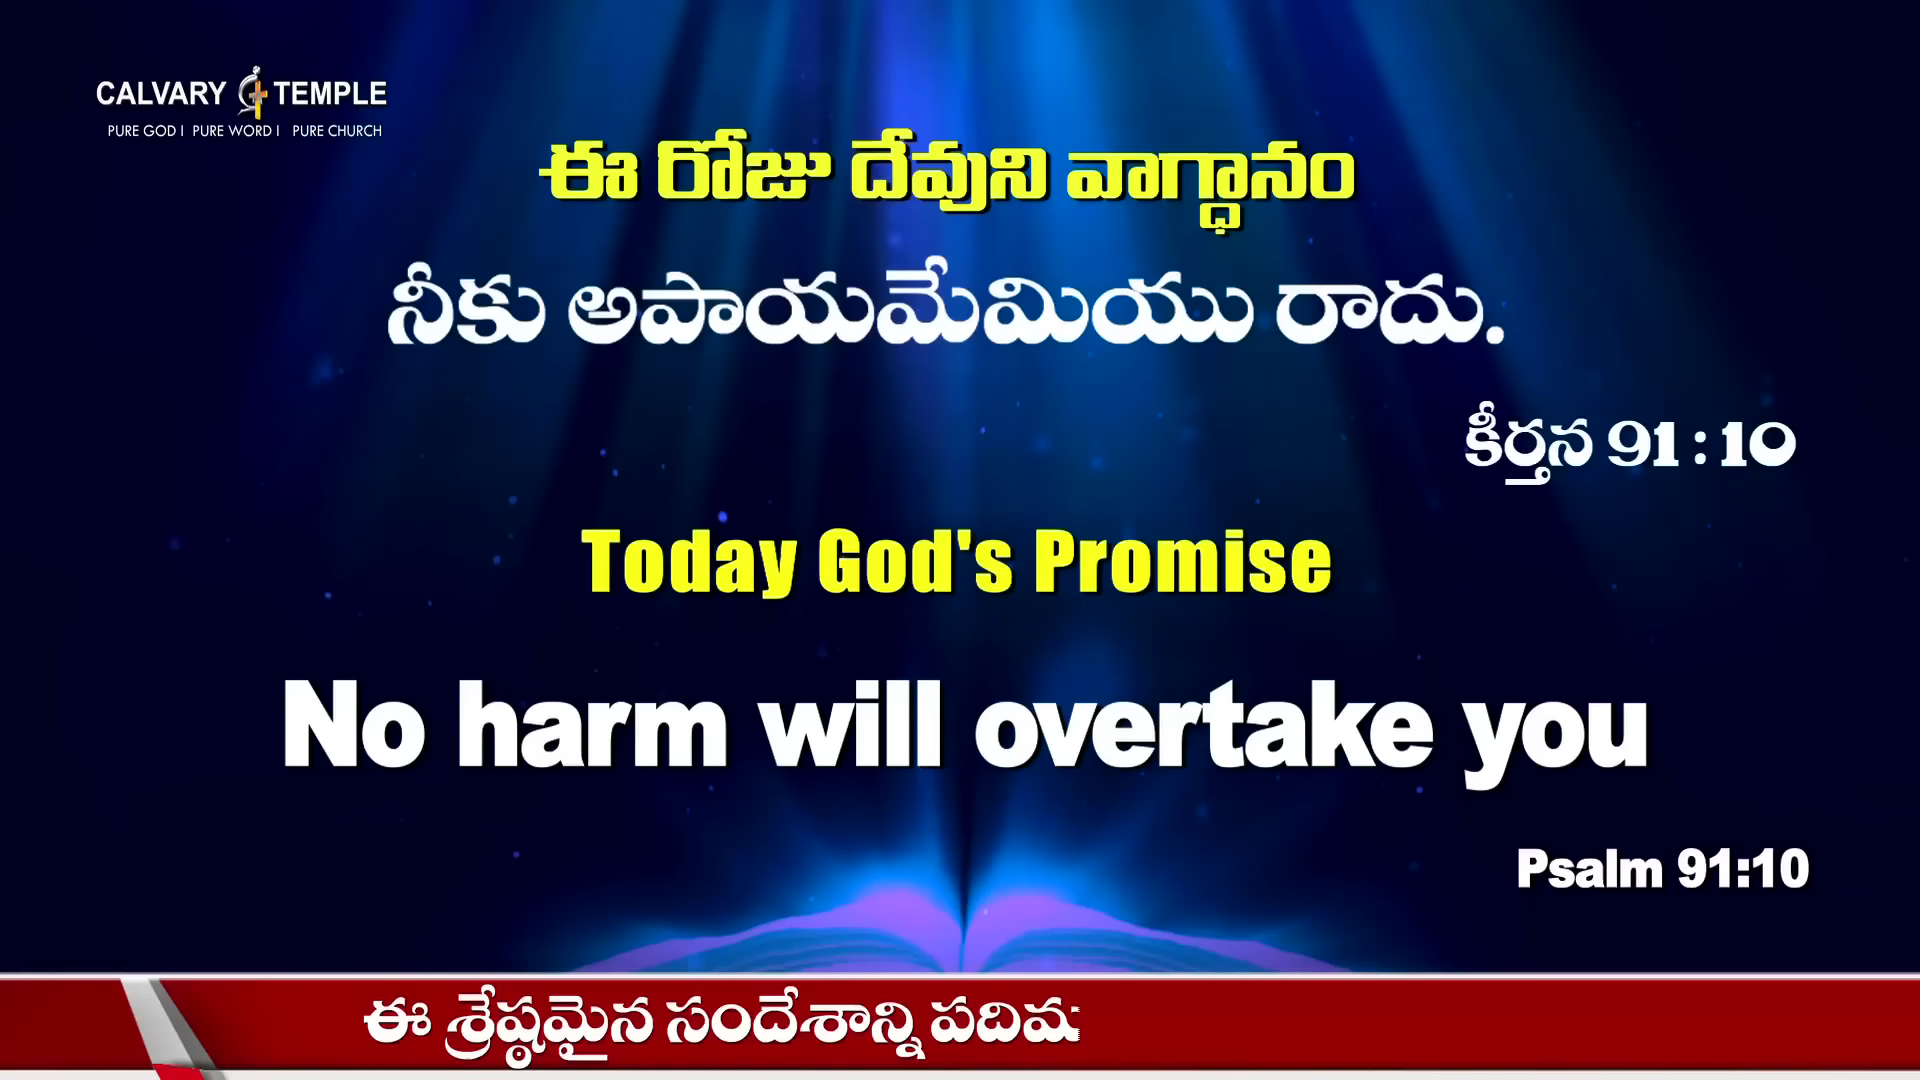 CALVARY TEMPLE
PURE GOD I PURE WORD I PURE CHURCH
ఈ రోజు దేవుని వాగ్ధానం
నీకు అపాయమేమియు రాదు.
కీర్తన 91 : 10
Today God's Promise
No harm will overtake you
Psalm 91:10
ఈ శ్రేష్ఠమైన సందేశాన్ని